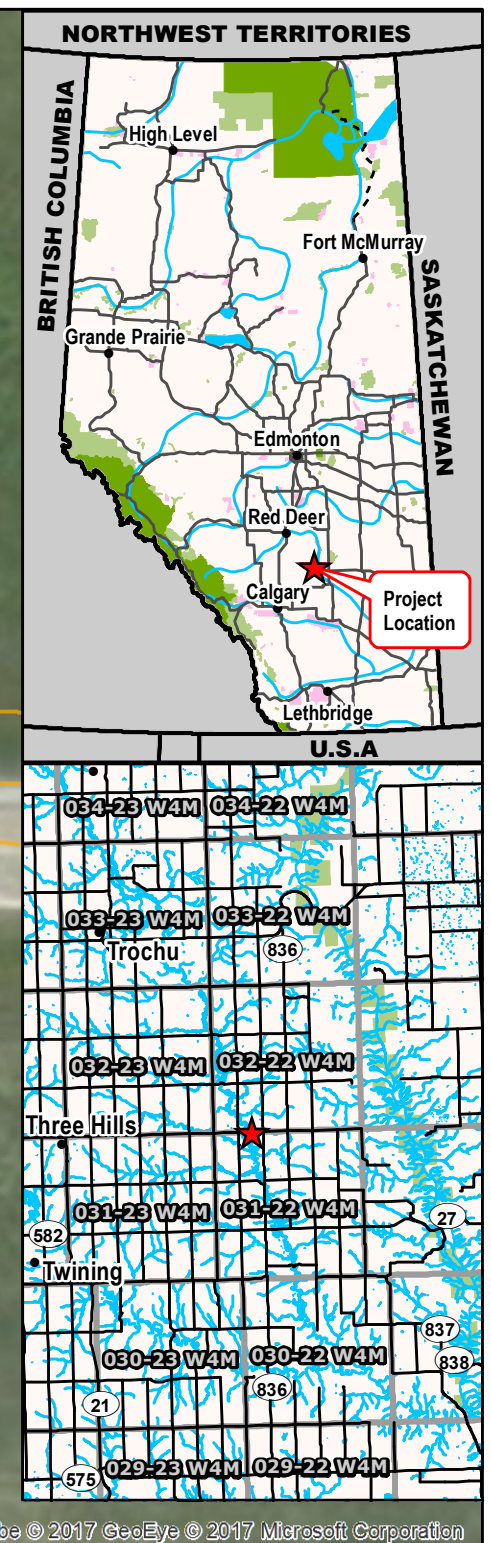 NORTHWEST TERRITORIES
BRITISH COLUMBIA
High Level
Fort McMurray
SASKATCHEWAN
Grande Prairie
Edmonton
Red Deer
Calgary
Project
Location
Lethbridge
U.S.A
034-23 W4M 034-22 W4M
033-23 W4M 033-22 W4M
Trochu
836
032-23 W4M 032-22 W4M
Three Hills
031-23 W4M 031-22 W4M
27
582
Twining
837
030-23 W4M 030-22 W4M
838
836
21
029-23 W4M 029-22 W4M
575
© 2017 GeoEye © 2017 Microsoft Corporation